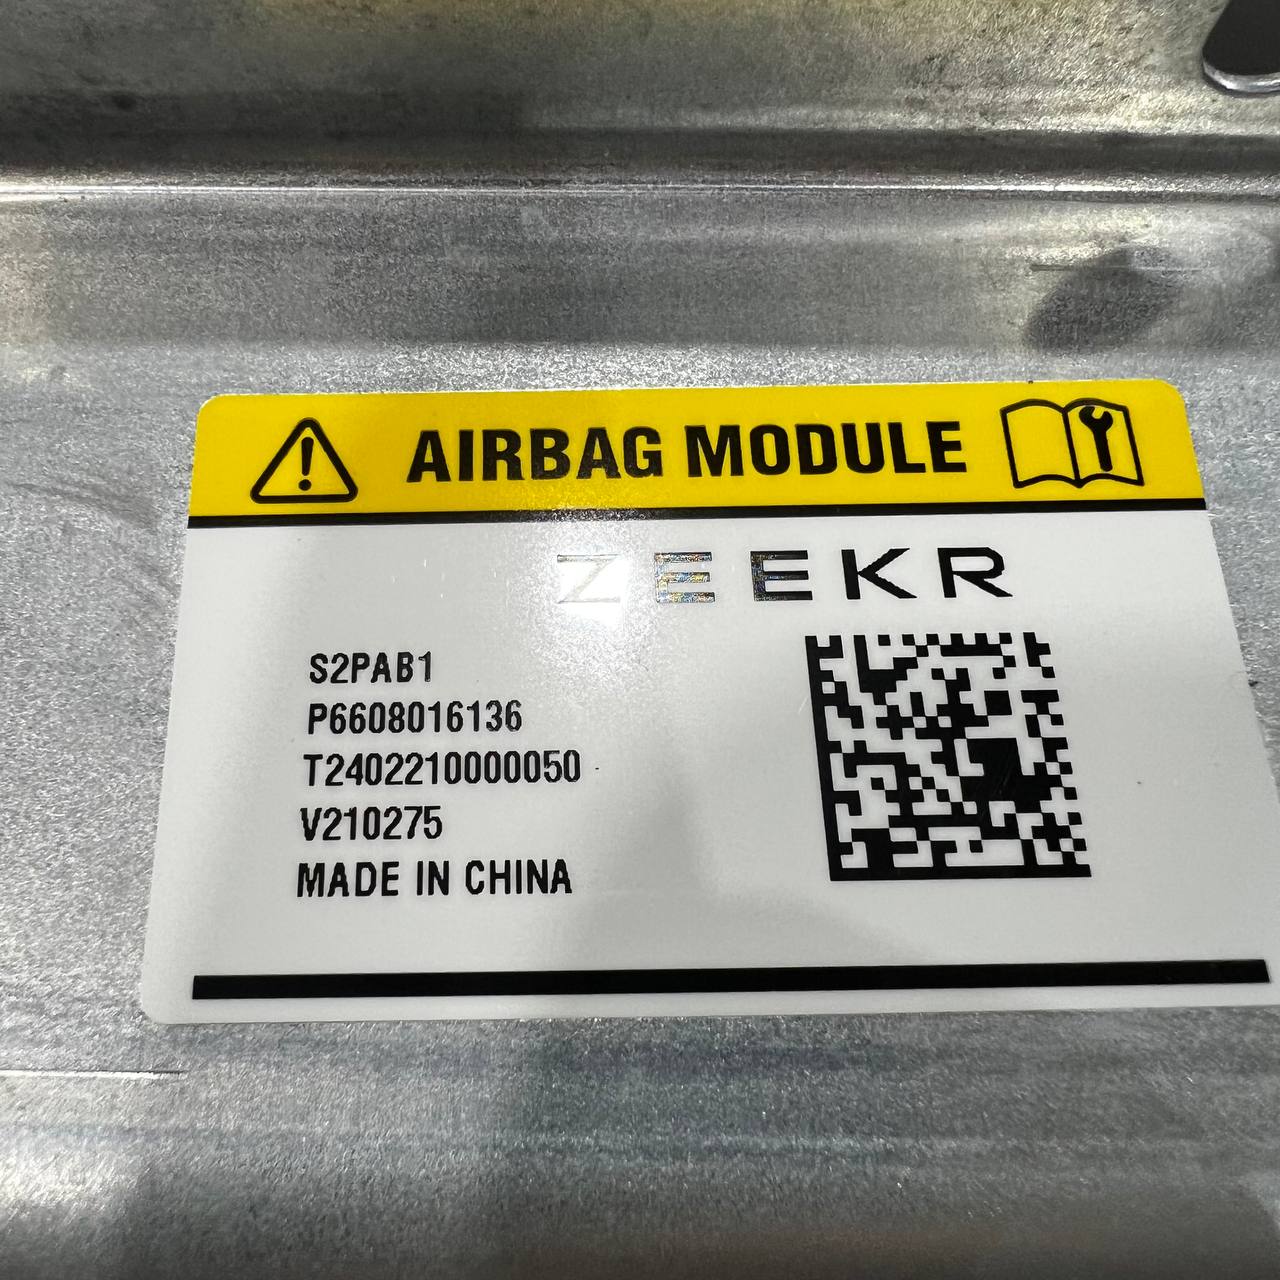 AIRBAG MODULE
ZEEKR
S2PAB1
P6608016136
T2402210000050
V210275
MADE IN CHINA